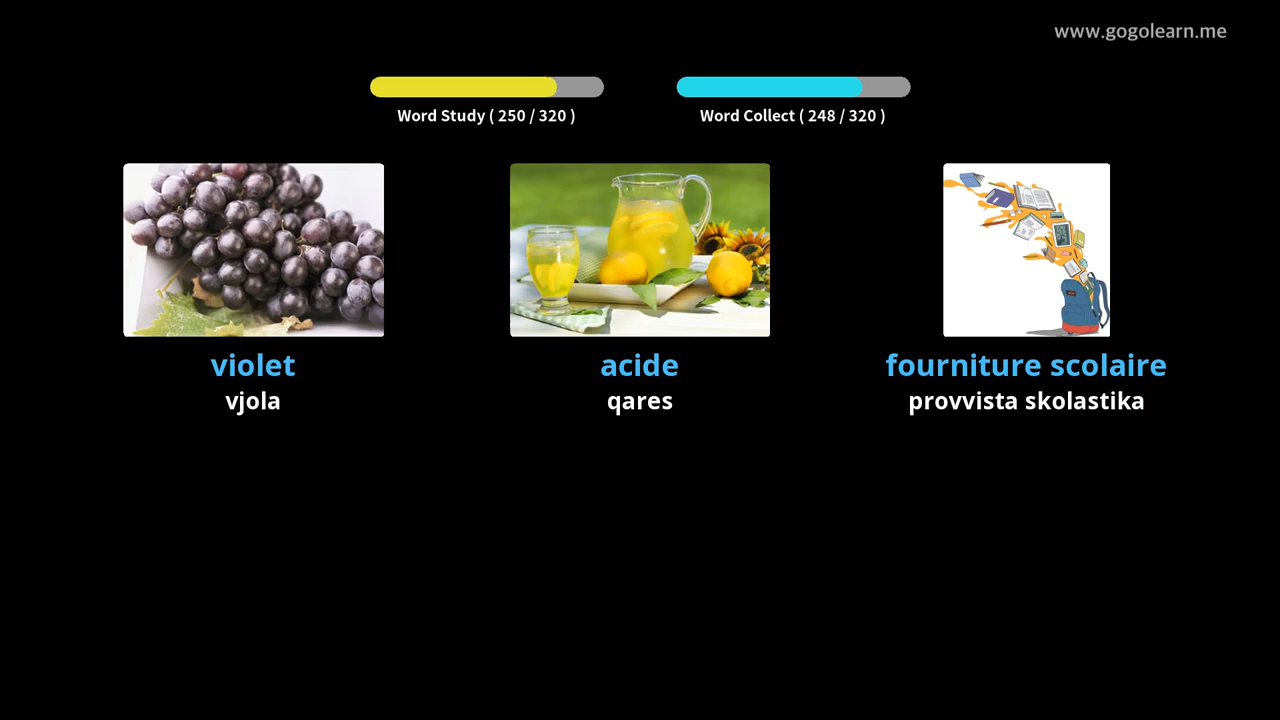 www.gogolearn.me
Word Study ( 250 / 320 )
Word Collect ( 248 / 320 )
violet
vjola
acide
qares
fourniture scolaire
provvista skolastika